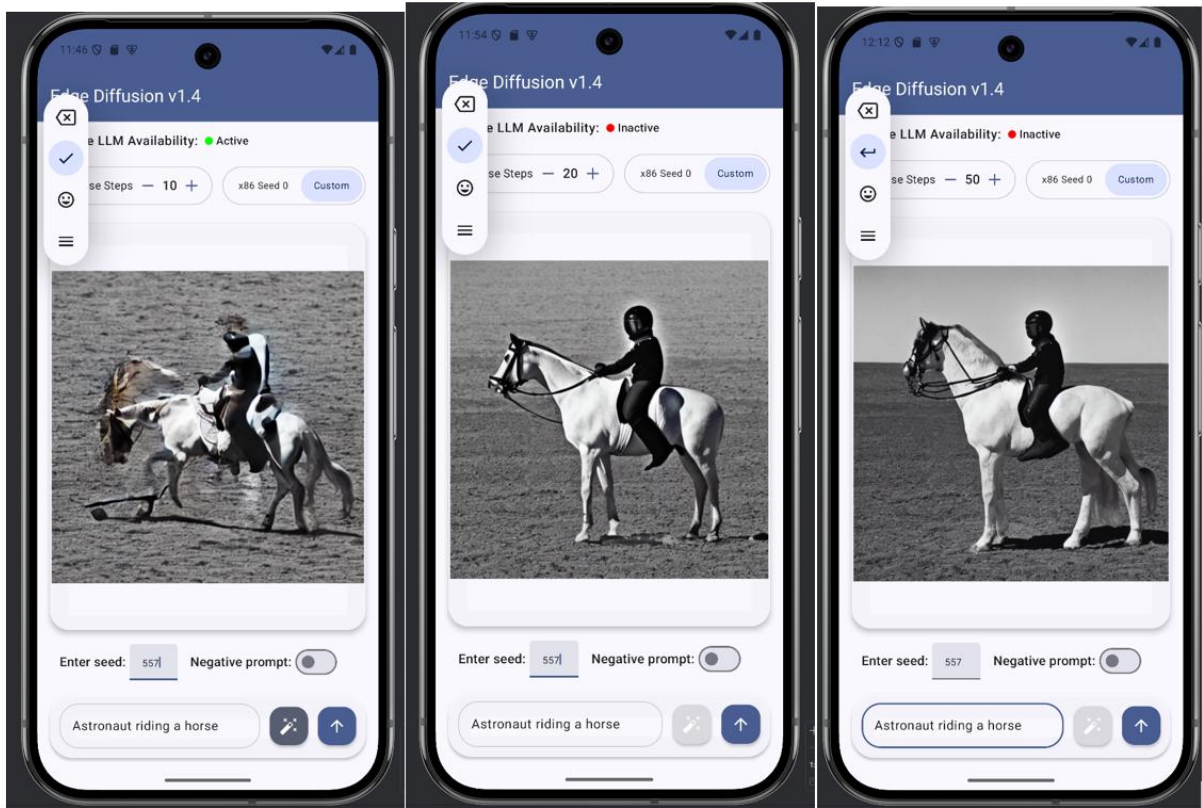 11:46
Edge Diffusion v1.4
e LLM Availability: Active
se Steps − 10 + x86 Seed 0 Custom
Enter seed: 557 Negative prompt:
Astronaut riding a horse
11:54
Edge Diffusion v1.4
e LLM Availability: Inactive
se Steps − 20 + x86 Seed 0 Custom
Enter seed: 557 Negative prompt:
Astronaut riding a horse
12:12
Edge Diffusion v1.4
e LLM Availability: Inactive
se Steps − 50 + x86 Seed 0 Custom
Enter seed: 557 Negative prompt:
Astronaut riding a horse